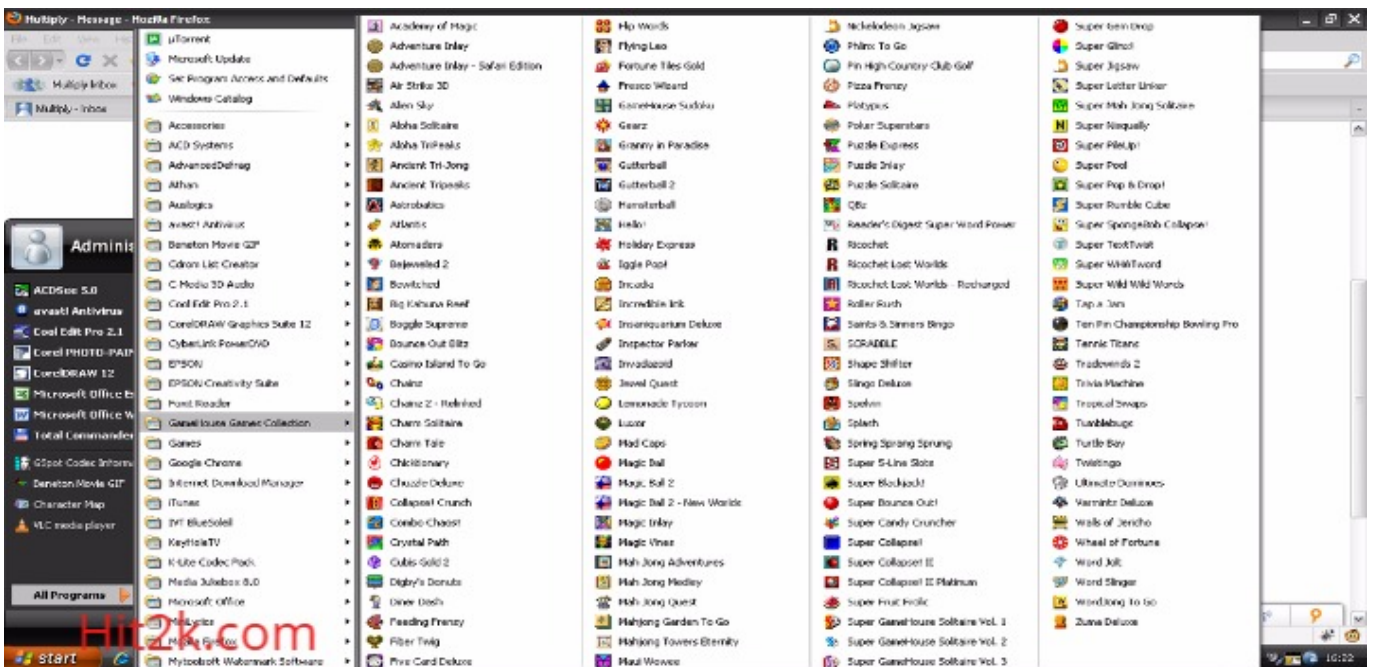 Multiply - Message - Mozilla Firefox
File Edit View
Multiply Inbox
Multiply - Inbox
Adminis
ACDSee 5.0
avast! Antivirus
Cool Edit Pro 2.1
Corel PHOTO-PAIN
CorelDRAW 12
Microsoft Office E
Microsoft Office W
Total Commander
GSpot Codec Informa
Beneton Movie GIF
Character Map
VLC media player
All Programs
start
µTorrent
Microsoft Update
Set Program Access and Defaults
Windows Catalog
Accessories
ACD Systems
AdvancedDefrag
Athan
Auslogics
avast! Antivirus
Beneton Movie GIF
Cdrom List Creator
C-Media 3D Audio
Cool Edit Pro 2.1
CorelDRAW Graphics Suite 12
CyberLink PowerDVD
EPSON
EPSON Creativity Suite
Foxit Reader
GameHouse Games Collection
Games
Google Chrome
Internet Download Manager
iTunes
IVT BlueSoleil
KeyHoleTV
K-Lite Codec Pack
Media Jukebox 8.0
Microsoft Office
MiniLyrics
Mozilla Firefox
Mytoolsoft Watermark Software
Academy of Magic
Adventure Inlay
Adventure Inlay - Safari Edition
Air Strike 3D
Alien Sky
Aloha Solitaire
Aloha TriPeaks
Ancient Tri-Jong
Ancient Tripeaks
Astrobatics
Atlantis
Atomaders
Bejeweled 2
Bewitched
Big Kahuna Reef
Boggle Supreme
Bounce Out Blitz
Casino Island To Go
Chainz
Chainz 2 - Relinked
Charm Solitaire
Charm Tale
Chicktionary
Chuzzle Deluxe
Collapse! Crunch
Combo Chaos!
Crystal Path
Cubis Gold 2
Digby's Donuts
Diner Dash
Feeding Frenzy
Fiber Twig
Five Card Deluxe
Flip Words
Flying Leo
Fortune Tiles Gold
Fresco Wizard
GameHouse Sudoku
Gearz
Granny in Paradise
Gutterball
Gutterball 2
Hamsterball
Hello!
Holiday Express
Iggle Pop!
Incadia
Incredible Ink
Insaniquarium Deluxe
Inspector Parker
Invadazoid
Jewel Quest
Lemonade Tycoon
Luxor
Mad Caps
Magic Ball
Magic Ball 2
Magic Ball 2 - New Worlds
Magic Inlay
Magic Vines
Mah Jong Adventures
Mah Jong Medley
Mah Jong Quest
Mahjong Garden To Go
Mahjong Towers Eternity
Maui Wowee
Nickelodeon Jigsaw
Phlinx To Go
Pin High Country Club Golf
Pizza Frenzy
Platypus
Poker Superstars
Puzzle Express
Puzzle Inlay
Puzzle Solitaire
QBz
Reader's Digest Super Word Power
Ricochet
Ricochet Lost Worlds
Ricochet Lost Worlds - Recharged
Roller Rush
Saints & Sinners Bingo
SCRABBLE
Shape Shifter
Slingo Deluxe
Spelvin
Splash
Spring Sprang Sprung
Super 5-Line Slots
Super Blackjack!
Super Bounce Out!
Super Candy Cruncher
Super Collapse!
Super Collapse! II
Super Collapse! II Platinum
Super Fruit Frolic
Super GameHouse Solitaire Vol. 1
Super GameHouse Solitaire Vol. 2
Super GameHouse Solitaire Vol. 3
Super Gem Drop
Super Glinx!
Super Jigsaw
Super Letter Linker
Super Mah Jong Solitaire
Super Nisqually
Super PileUp!
Super Pool
Super Pop & Drop!
Super Rumble Cube
Super SpongeBob Collapse!
Super TextTwist
Super WHATword
Super Wild Wild Words
Tap a Jam
Ten Pin Championship Bowling Pro
Tennis Titans
Tradewinds 2
Trivia Machine
Tropical Swaps
Tumblebugs
Turtle Bay
Twistingo
Ultimate Dominoes
Varmintz Deluxe
Walls of Jericho
Wheel of Fortune
Word Jolt
Word Slinger
WordJong To Go
Zuma Deluxe
16:22
Hit2k.com